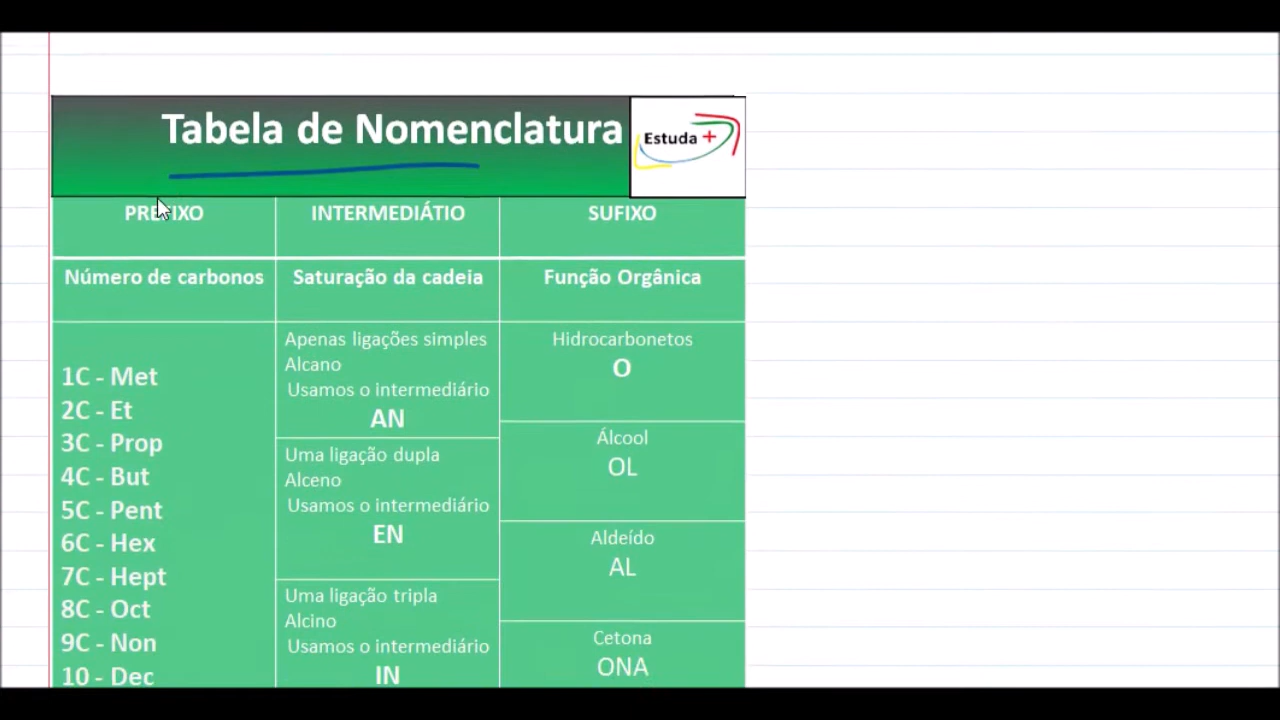 Tabela de Nomenclatura
Estuda +
PREFIXO
INTERMEDIÁTIO
SUFIXO
Número de carbonos
Saturação da cadeia
Função Orgânica
1C - Met
2C - Et
3C - Prop
4C - But
5C - Pent
6C - Hex
7C - Hept
8C - Oct
9C - Non
10 - Dec
Apenas ligações simples
Alcano
Usamos o intermediário
AN
Uma ligação dupla
Alceno
Usamos o intermediário
EN
Uma ligação tripla
Alcino
Usamos o intermediário
IN
Hidrocarbonetos
O
Álcool
OL
Aldeído
AL
Cetona
ONA